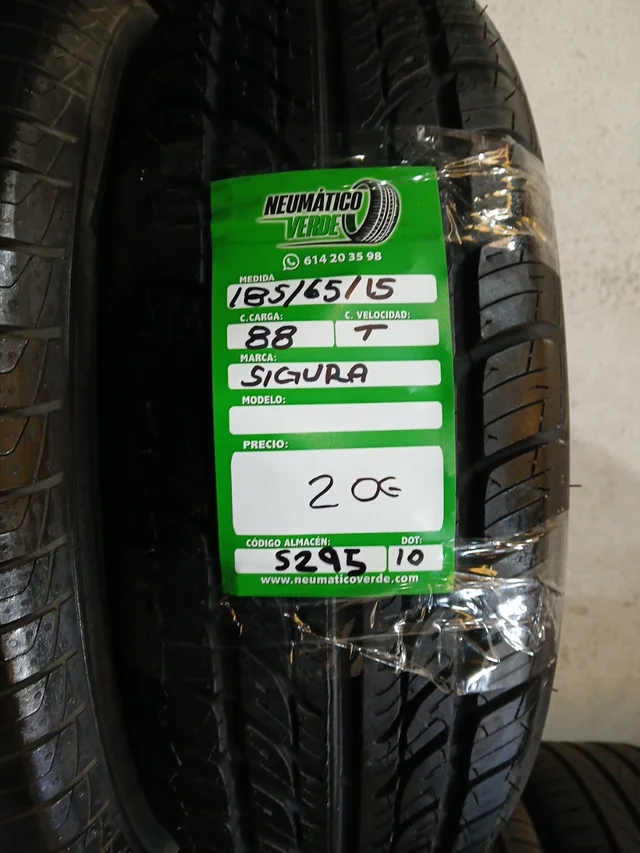 NEUMÁTICO
VERDE
614 20 35 98
MEDIDA
185/65/15
C.CARGA: C. VELOCIDAD:
88 T
MARCA:
SIGURA
MODELO:
PRECIO:
20€
CÓDIGO ALMACÉN: DOT:
S295 10
www.neumaticoverde.com